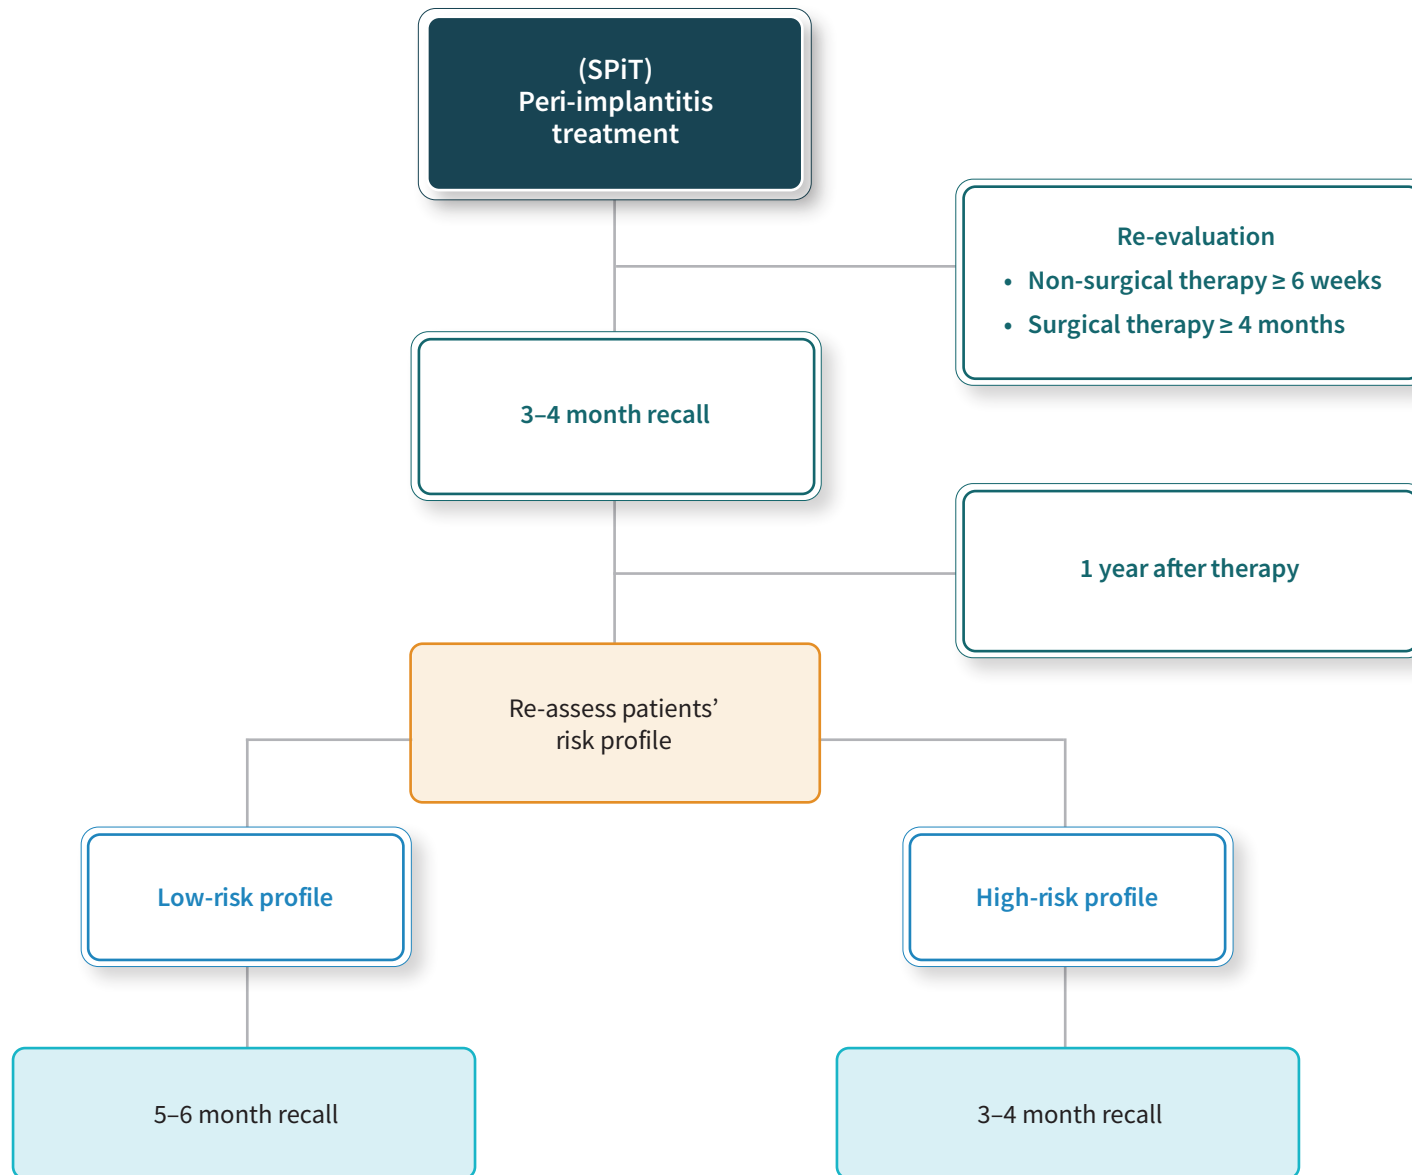 (SPiT)
Peri-implantitis
treatment
Re-evaluation
• Non-surgical therapy ≥ 6 weeks
• Surgical therapy ≥ 4 months
3–4 month recall
1 year after therapy
Re-assess patients’
risk profile
Low-risk profile
High-risk profile
5–6 month recall
3–4 month recall